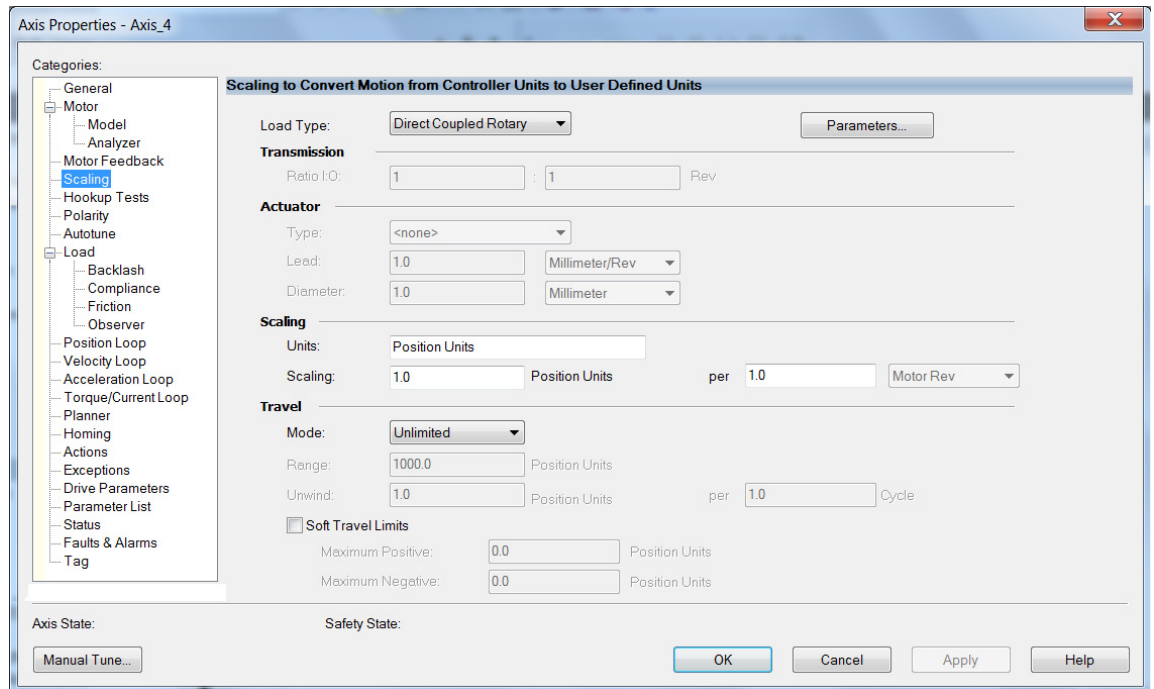 Axis Properties - Axis_4
X
Categories:
General
Motor
Model
Analyzer
Motor Feedback
Scaling
Hookup Tests
Polarity
Autotune
Load
Backlash
Compliance
Friction
Observer
Position Loop
Velocity Loop
Acceleration Loop
Torque/Current Loop
Planner
Homing
Actions
Exceptions
Drive Parameters
Parameter List
Status
Faults & Alarms
Tag
Scaling to Convert Motion from Controller Units to User Defined Units
Load Type: Direct Coupled Rotary Parameters...
Transmission
Ratio I:O: 1 : 1 Rev
Actuator
Type: <none>
Lead: 1.0 Millimeter/Rev
Diameter: 1.0 Millimeter
Scaling
Units: Position Units
Scaling: 1.0 Position Units per 1.0 Motor Rev
Travel
Mode: Unlimited
Range: 1000.0 Position Units
Unwind: 1.0 Position Units per 1.0 Cycle
Soft Travel Limits
Maximum Positive: 0.0 Position Units
Maximum Negative: 0.0 Position Units
Axis State: Safety State:
Manual Tune... OK Cancel Apply Help